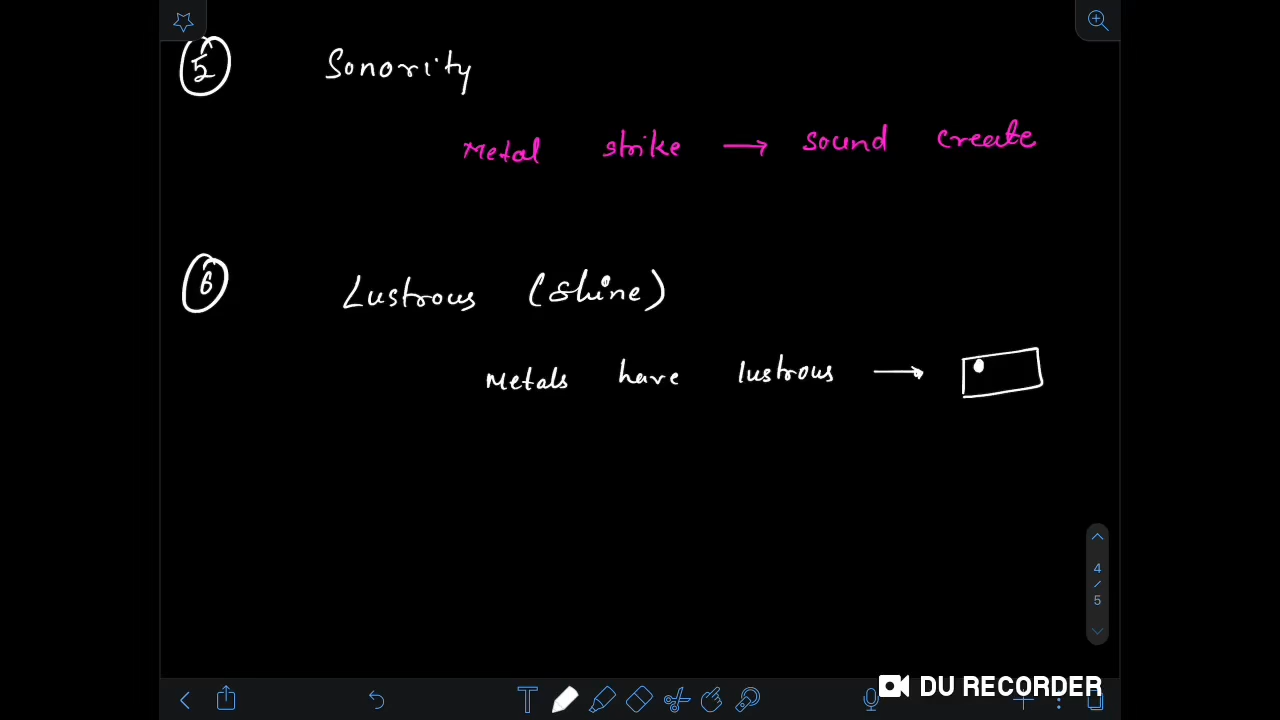 5 Sonority
Metal strike → sound create
6 Lustrous (Shine)
Metals have lustrous →
4
/
5
T
DU RECORDER